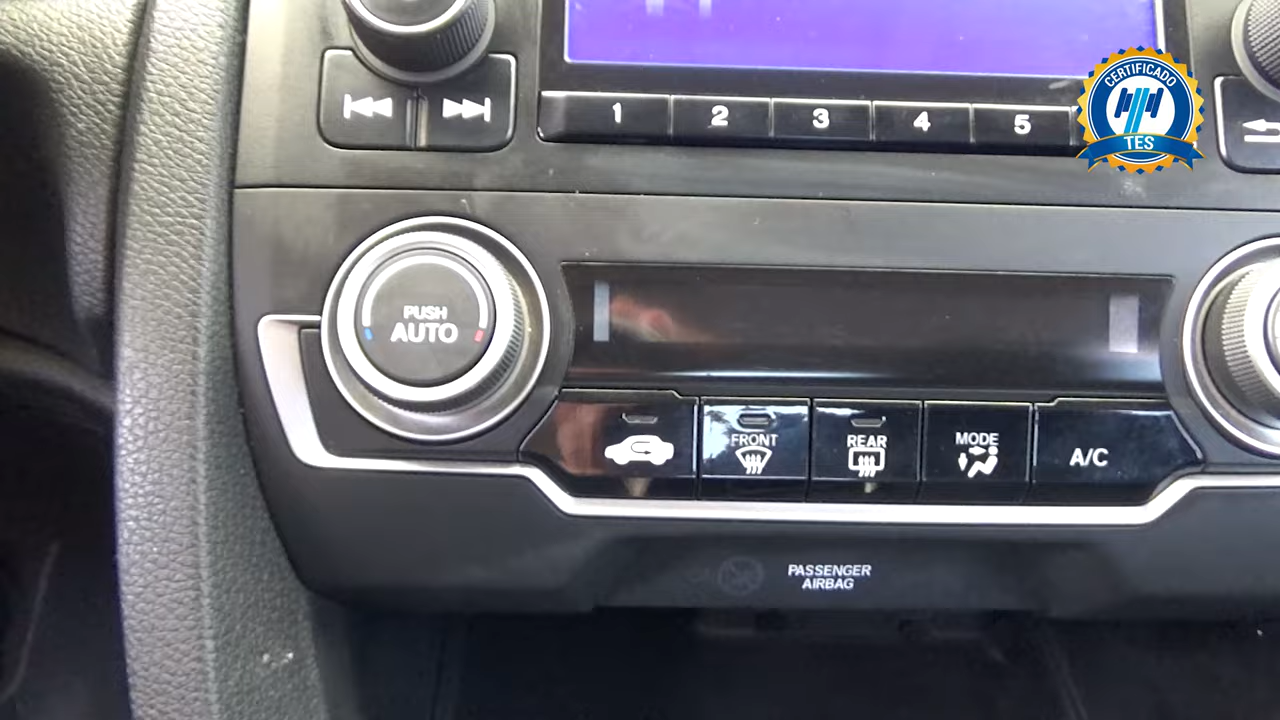 CERTIFICADO
TES
1 2 3 4 5
PUSH
AUTO
FRONT
REAR
MODE
A/C
PASSENGER
AIRBAG